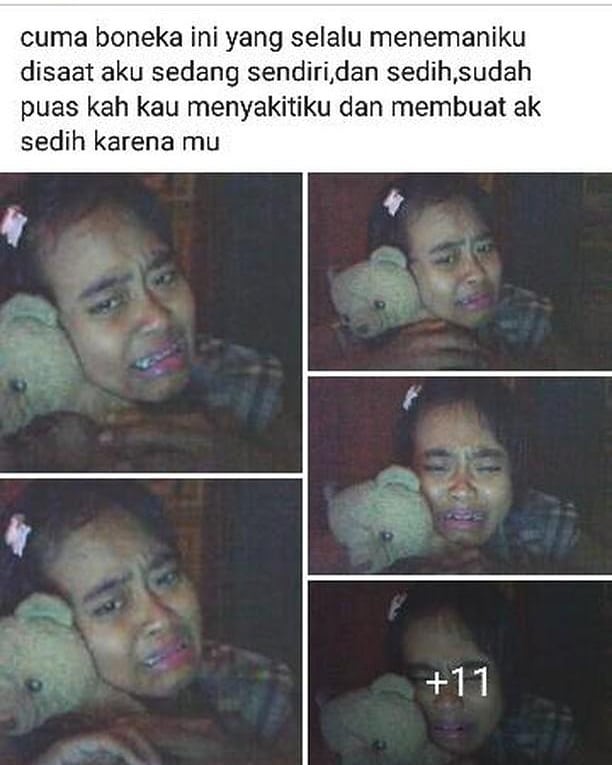 cuma boneka ini yang selalu menemaniku
disaat aku sedang sendiri,dan sedih,sudah
puas kah kau menyakitiku dan membuat ak
sedih karena mu
+11